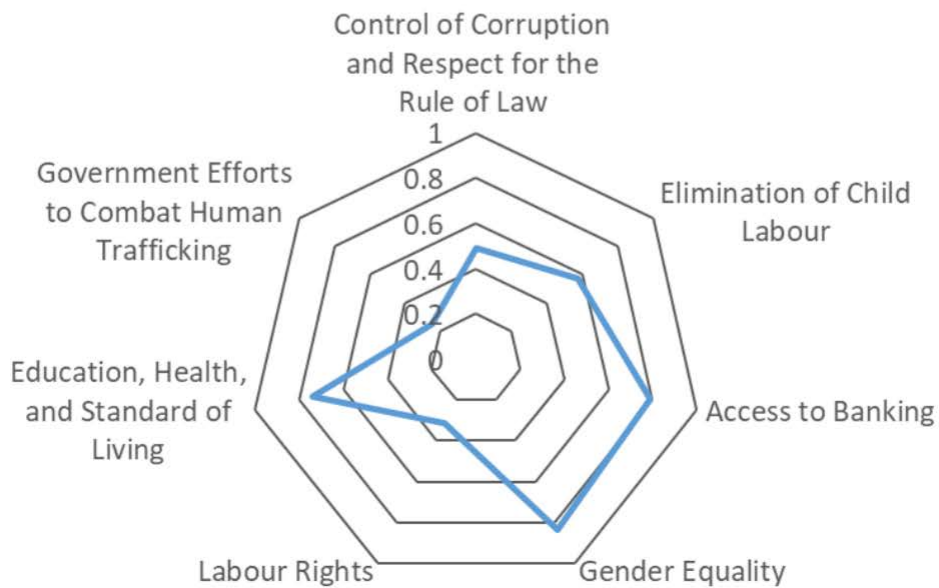 Control of Corruption
and Respect for the
Rule of Law
1
0.8
0.6
0.4
0.2
0
Elimination of Child
Labour
Access to Banking
Gender Equality
Labour Rights
Education, Health,
and Standard of
Living
Government Efforts
to Combat Human
Trafficking